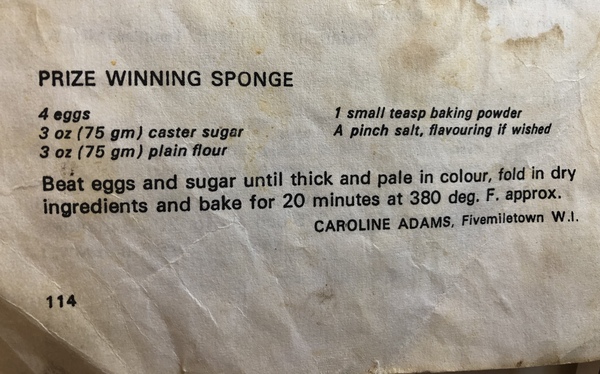 PRIZE WINNING SPONGE
4 eggs
3 oz (75 gm) caster sugar
3 oz (75 gm) plain flour
1 small teasp baking powder
A pinch salt, flavouring if wished
Beat eggs and sugar until thick and pale in colour, fold in dry
ingredients and bake for 20 minutes at 380 deg. F. approx.
CAROLINE ADAMS, Fivemiletown W.I.
114